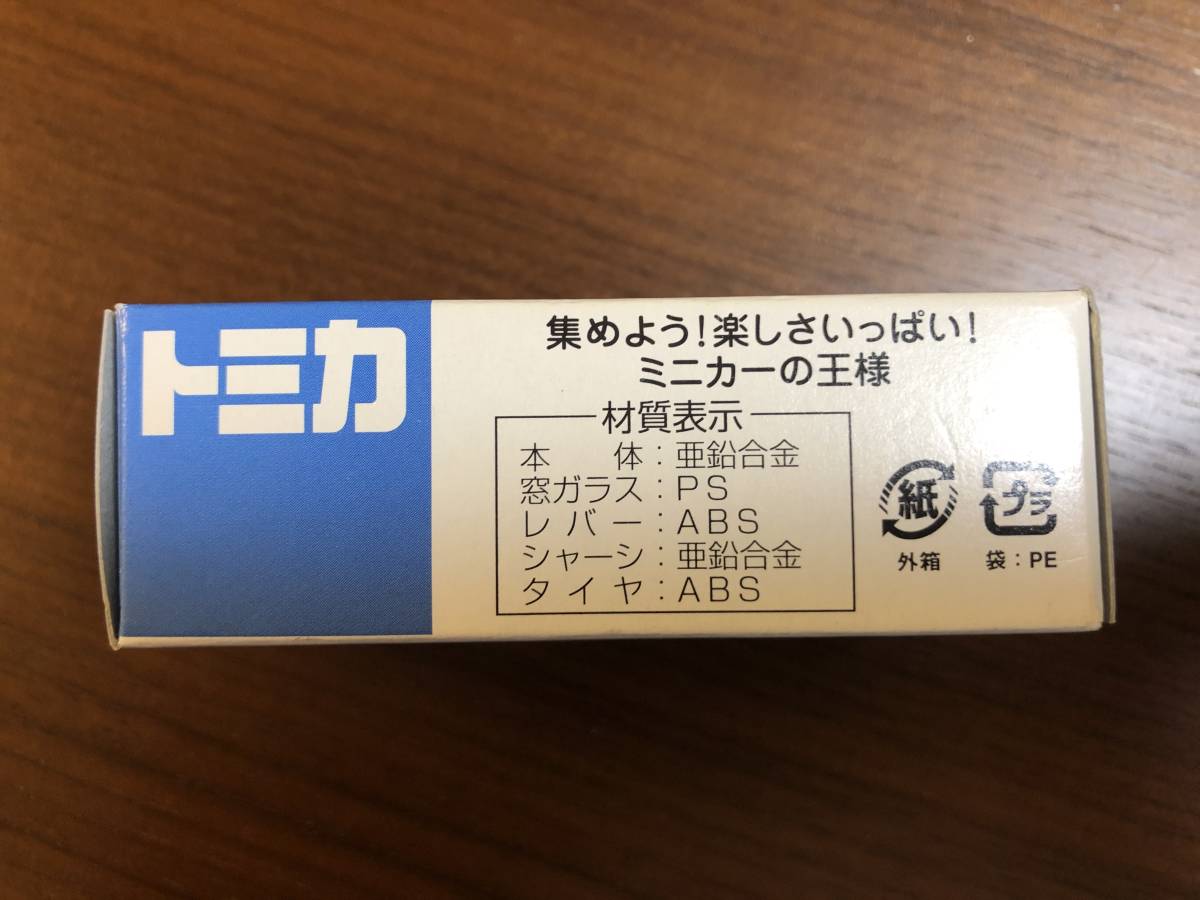 トミカ
集めよう!楽しさいっぱい!
ミニカーの王様
材質表示
本体:亜鉛合金
窓ガラス:PS
レバー:ABS
シャーシ:亜鉛合金
タイヤ:ABS
紙
外箱
プラ
袋:PE